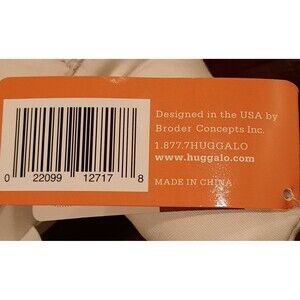 Designed in the USA by
Broder Concepts Inc.
1.877.7HUGGALO
www.huggalo.com
MADE IN CHINA
0 22099 12717 8